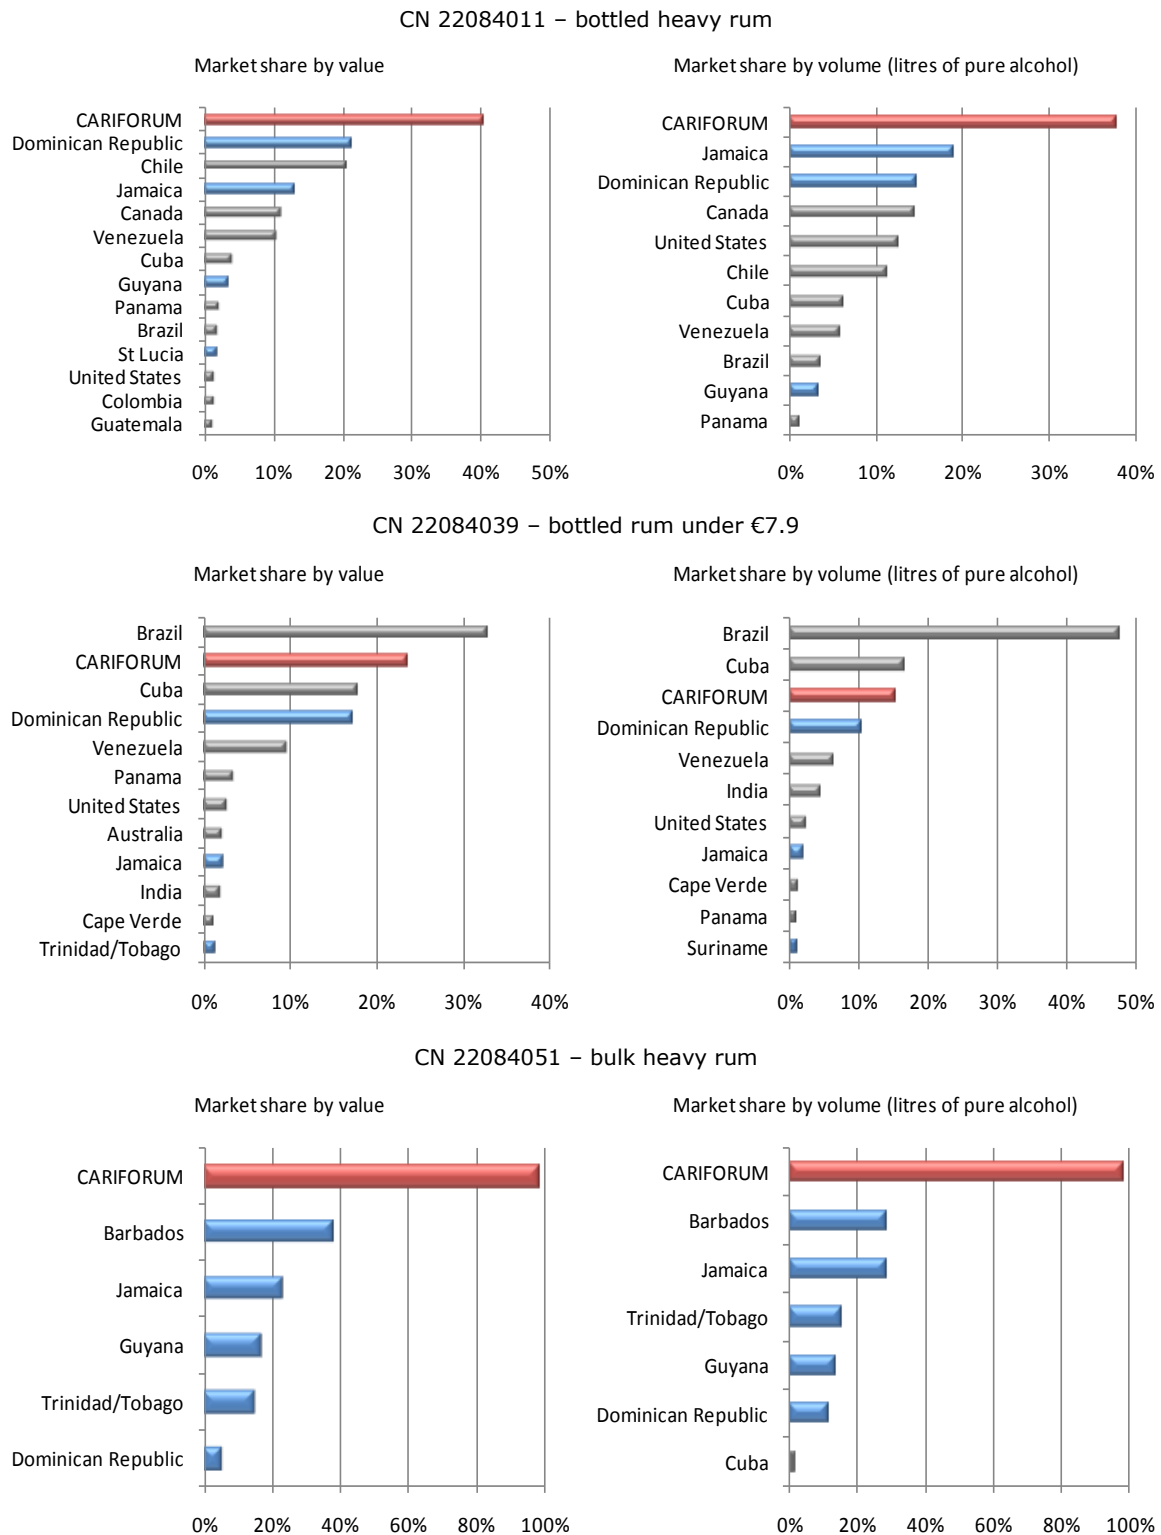 CN 22084011 – bottled heavy rum
Market share by value
CARIFORUM
Dominican Republic
Chile
Jamaica
Canada
Venezuela
Cuba
Guyana
Panama
Brazil
St Lucia
United States
Colombia
Guatemala
0% 10% 20% 30% 40% 50%
Market share by volume (litres of pure alcohol)
CARIFORUM
Jamaica
Dominican Republic
Canada
United States
Chile
Cuba
Venezuela
Brazil
Guyana
Panama
0% 10% 20% 30% 40%
CN 22084039 – bottled rum under €7.9
Market share by value
Brazil
CARIFORUM
Cuba
Dominican Republic
Venezuela
Panama
United States
Australia
Jamaica
India
Cape Verde
Trinidad/Tobago
0% 10% 20% 30% 40%
Market share by volume (litres of pure alcohol)
Brazil
Cuba
CARIFORUM
Dominican Republic
Venezuela
India
United States
Jamaica
Cape Verde
Panama
Suriname
0% 10% 20% 30% 40% 50%
CN 22084051 – bulk heavy rum
Market share by value
CARIFORUM
Barbados
Jamaica
Guyana
Trinidad/Tobago
Dominican Republic
0% 20% 40% 60% 80% 100%
Market share by volume (litres of pure alcohol)
CARIFORUM
Barbados
Jamaica
Trinidad/Tobago
Guyana
Dominican Republic
Cuba
0% 20% 40% 60% 80% 100%